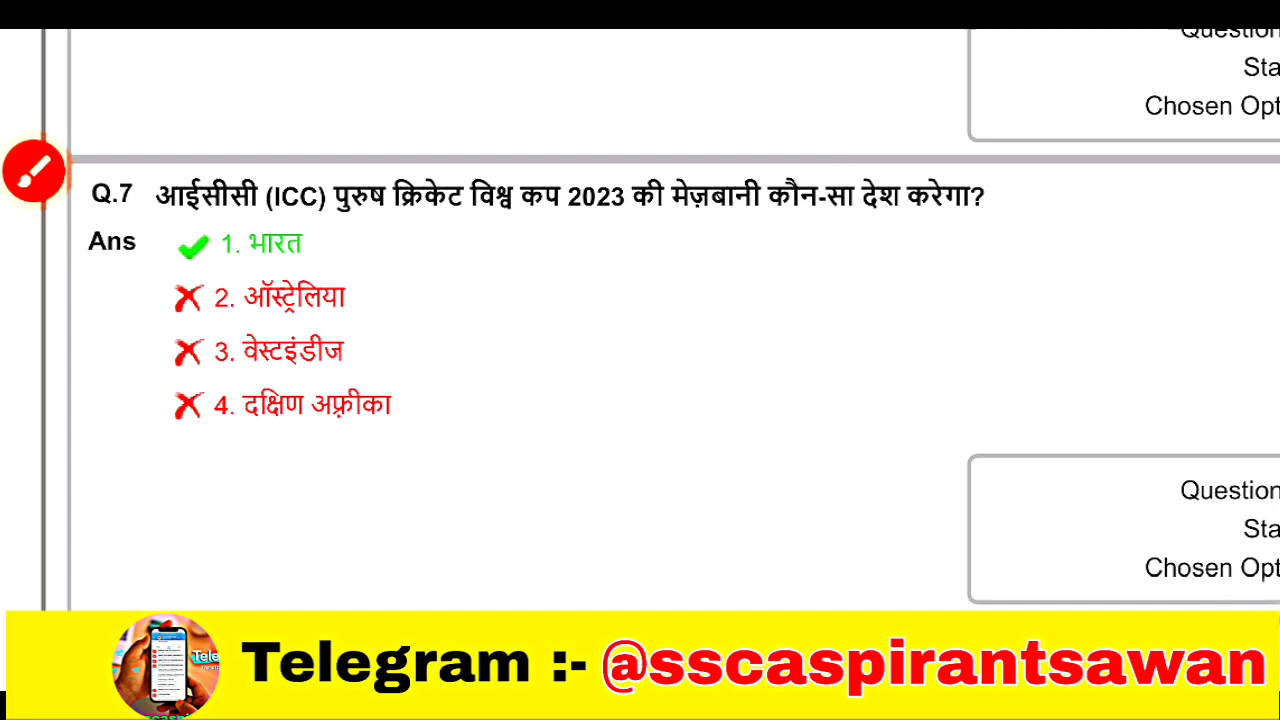 Question
Sta
Chosen Opt
Q.7 आईसीसी (ICC) पुरुष क्रिकेट विश्व कप 2023 की मेज़बानी कौन-सा देश करेगा?
Ans 1. भारत
2. ऑस्ट्रेलिया
3. वेस्टइंडीज
4. दक्षिण अफ़्रीका
Question
Sta
Chosen Opt
Telegram :- @sscaspirantsawan